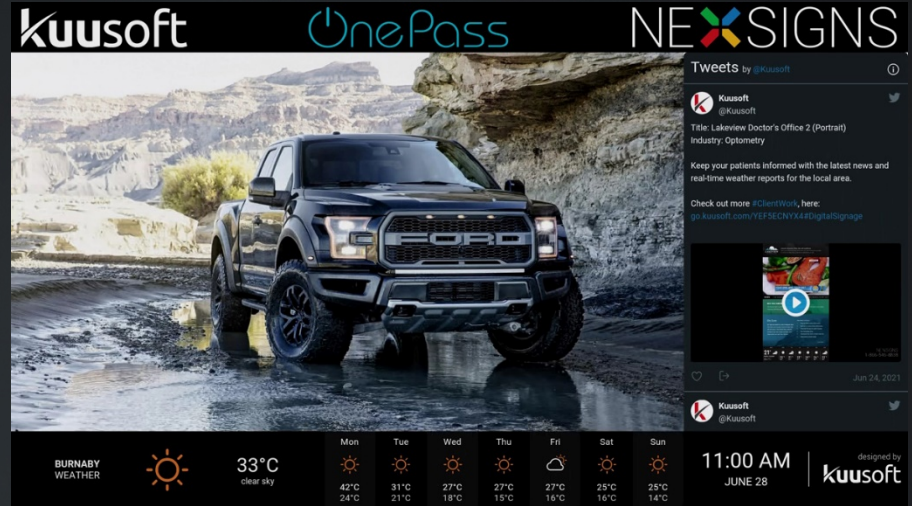 Kuusoft
OnePass
NEXSIGNS
FORD
Tweets by @Kuusoft
Kuusoft
@Kuusoft
Title: Lakeview Doctor's Office 2 (Portrait)
Industry: Optometry
Keep your patients informed with the latest news and
real-time weather reports for the local area.
Check out more #ClientWork, here:
go.kuusoft.com/YEF5ECNYX4#DigitalSignage
Jun 24, 2021
Kuusoft
@Kuusoft
BURNABY
WEATHER
33°C
clear sky
Mon Tue Wed Thu Fri Sat Sun
42°C 31°C 27°C 27°C 27°C 25°C 25°C
24°C 21°C 18°C 15°C 16°C 16°C 14°C
11:00 AM
JUNE 28
designed by
kuusoft